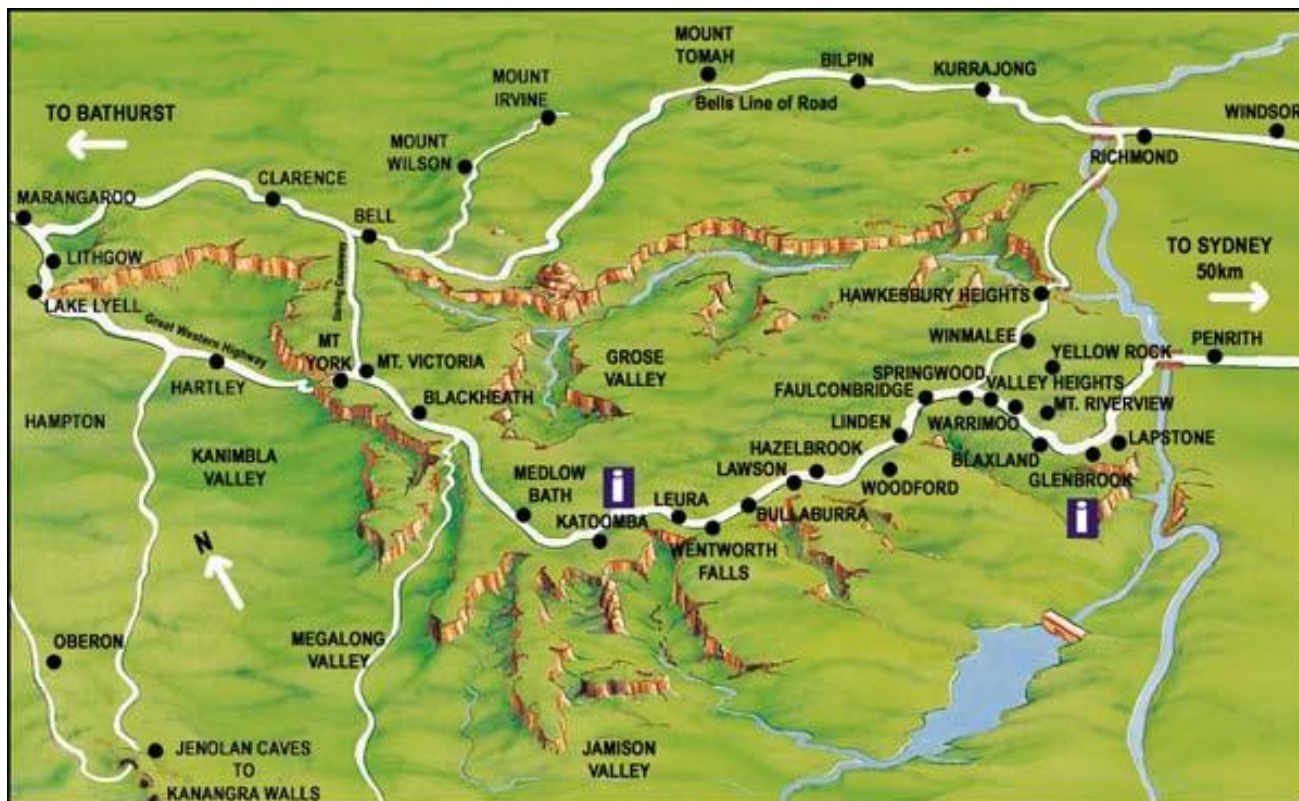 MOUNT
TOMAH
BILPIN
KURRAJONG
MOUNT
IRVINE
Bells Line of Road
TO BATHURST
WINDSOR
MOUNT
WILSON
RICHMOND
CLARENCE
MARANGAROO
BELL
LITHGOW
TO SYDNEY
50km
LAKE LYELL
HAWKESBURY HEIGHTS
Darling Causeway
Great Western Highway
MT
YORK
MT. VICTORIA
GROSE
VALLEY
WINMALEE
YELLOW ROCK
PENRITH
HARTLEY
SPRINGWOOD
FAULCONBRIDGE
VALLEY HEIGHTS
BLACKHEATH
MT. RIVERVIEW
HAMPTON
LINDEN
WARRIMOO
LAPSTONE
KANIMBLA
VALLEY
HAZELBROOK
BLAXLAND
LAWSON
WOODFORD
GLENBROOK
MEDLOW
BATH
i
LEURA
BULLABURRA
i
KATOOMBA
WENTWORTH
FALLS
N
OBERON
MEGALONG
VALLEY
JENOLAN CAVES
TO
KANANGRA WALLS
JAMISON
VALLEY